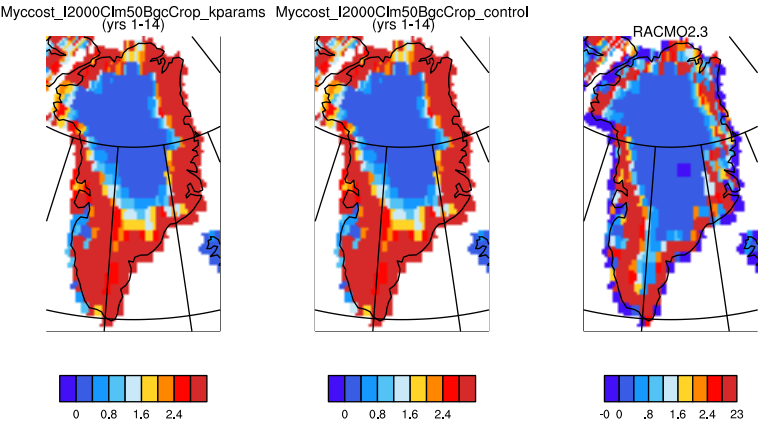 Myccost_I2000Clm50BgcCrop_kparams
(yrs 1-14)
Myccost_I2000Clm50BgcCrop_control
(yrs 1-14)
RACMO2.3
0 0.8 1.6 2.4
0 0.8 1.6 2.4
-0 0 .8 1.6 2.4 23